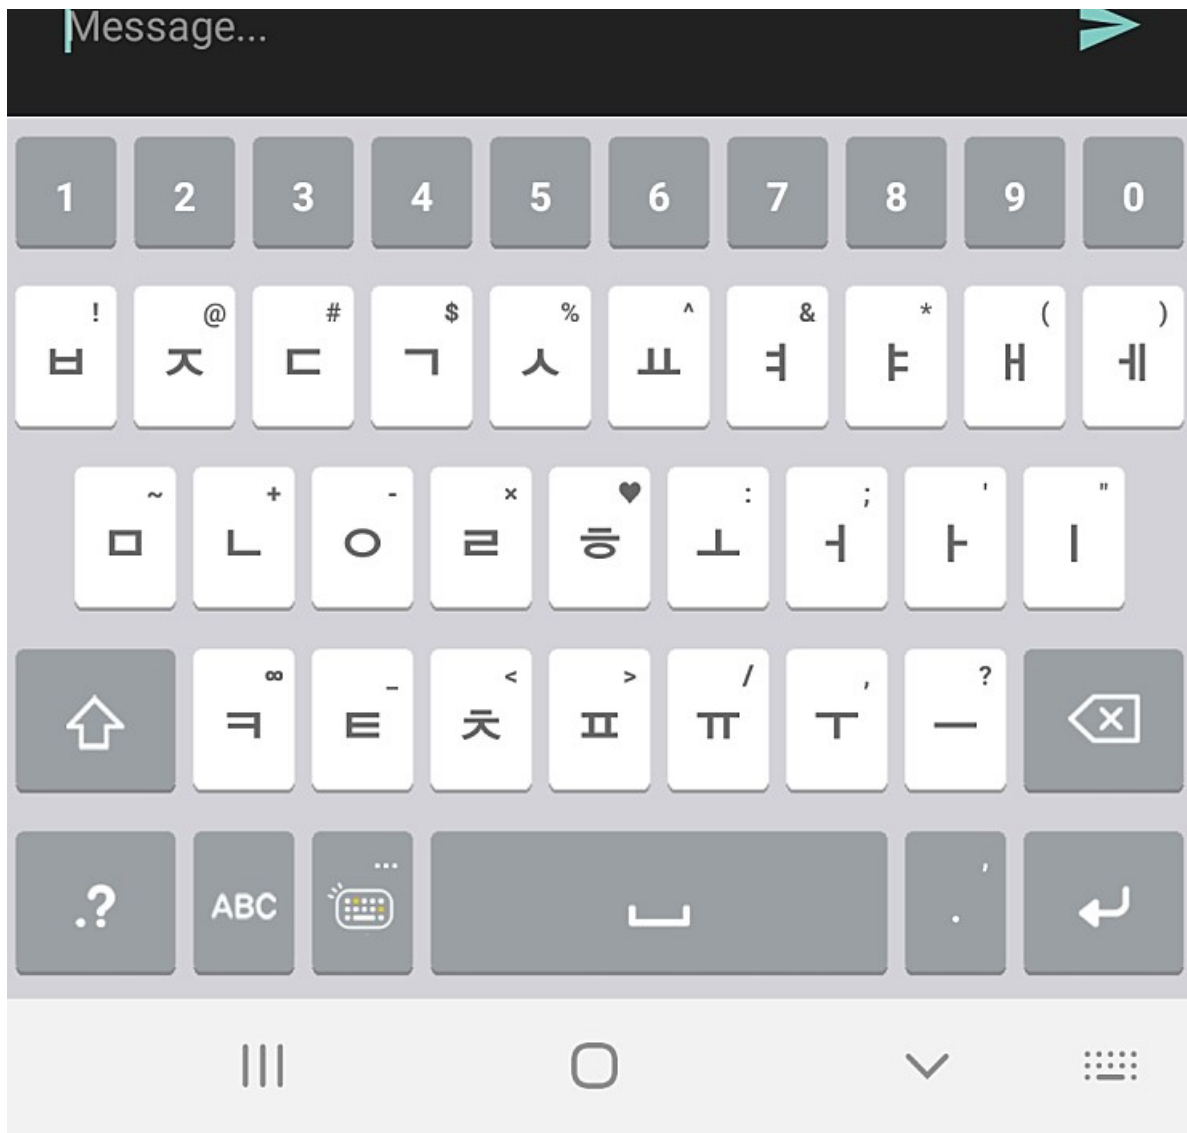 Message...
1 2 3 4 5 6 7 8 9 0
! @ # $ % ^ & * ( )
ㅂ ㅈ ㄷ ㄱ ㅅ ㅛ ㅕ ㅑ ㅐ ㅔ
~ + - × ♥ : ; ' "
ㅁ ㄴ ㅇ ㄹ ㅎ ㅗ ㅓ ㅏ ㅣ
∞ _ < > / , ?
ㅋ ㅌ ㅊ ㅍ ㅠ ㅜ ㅡ
... '
.? ABC .